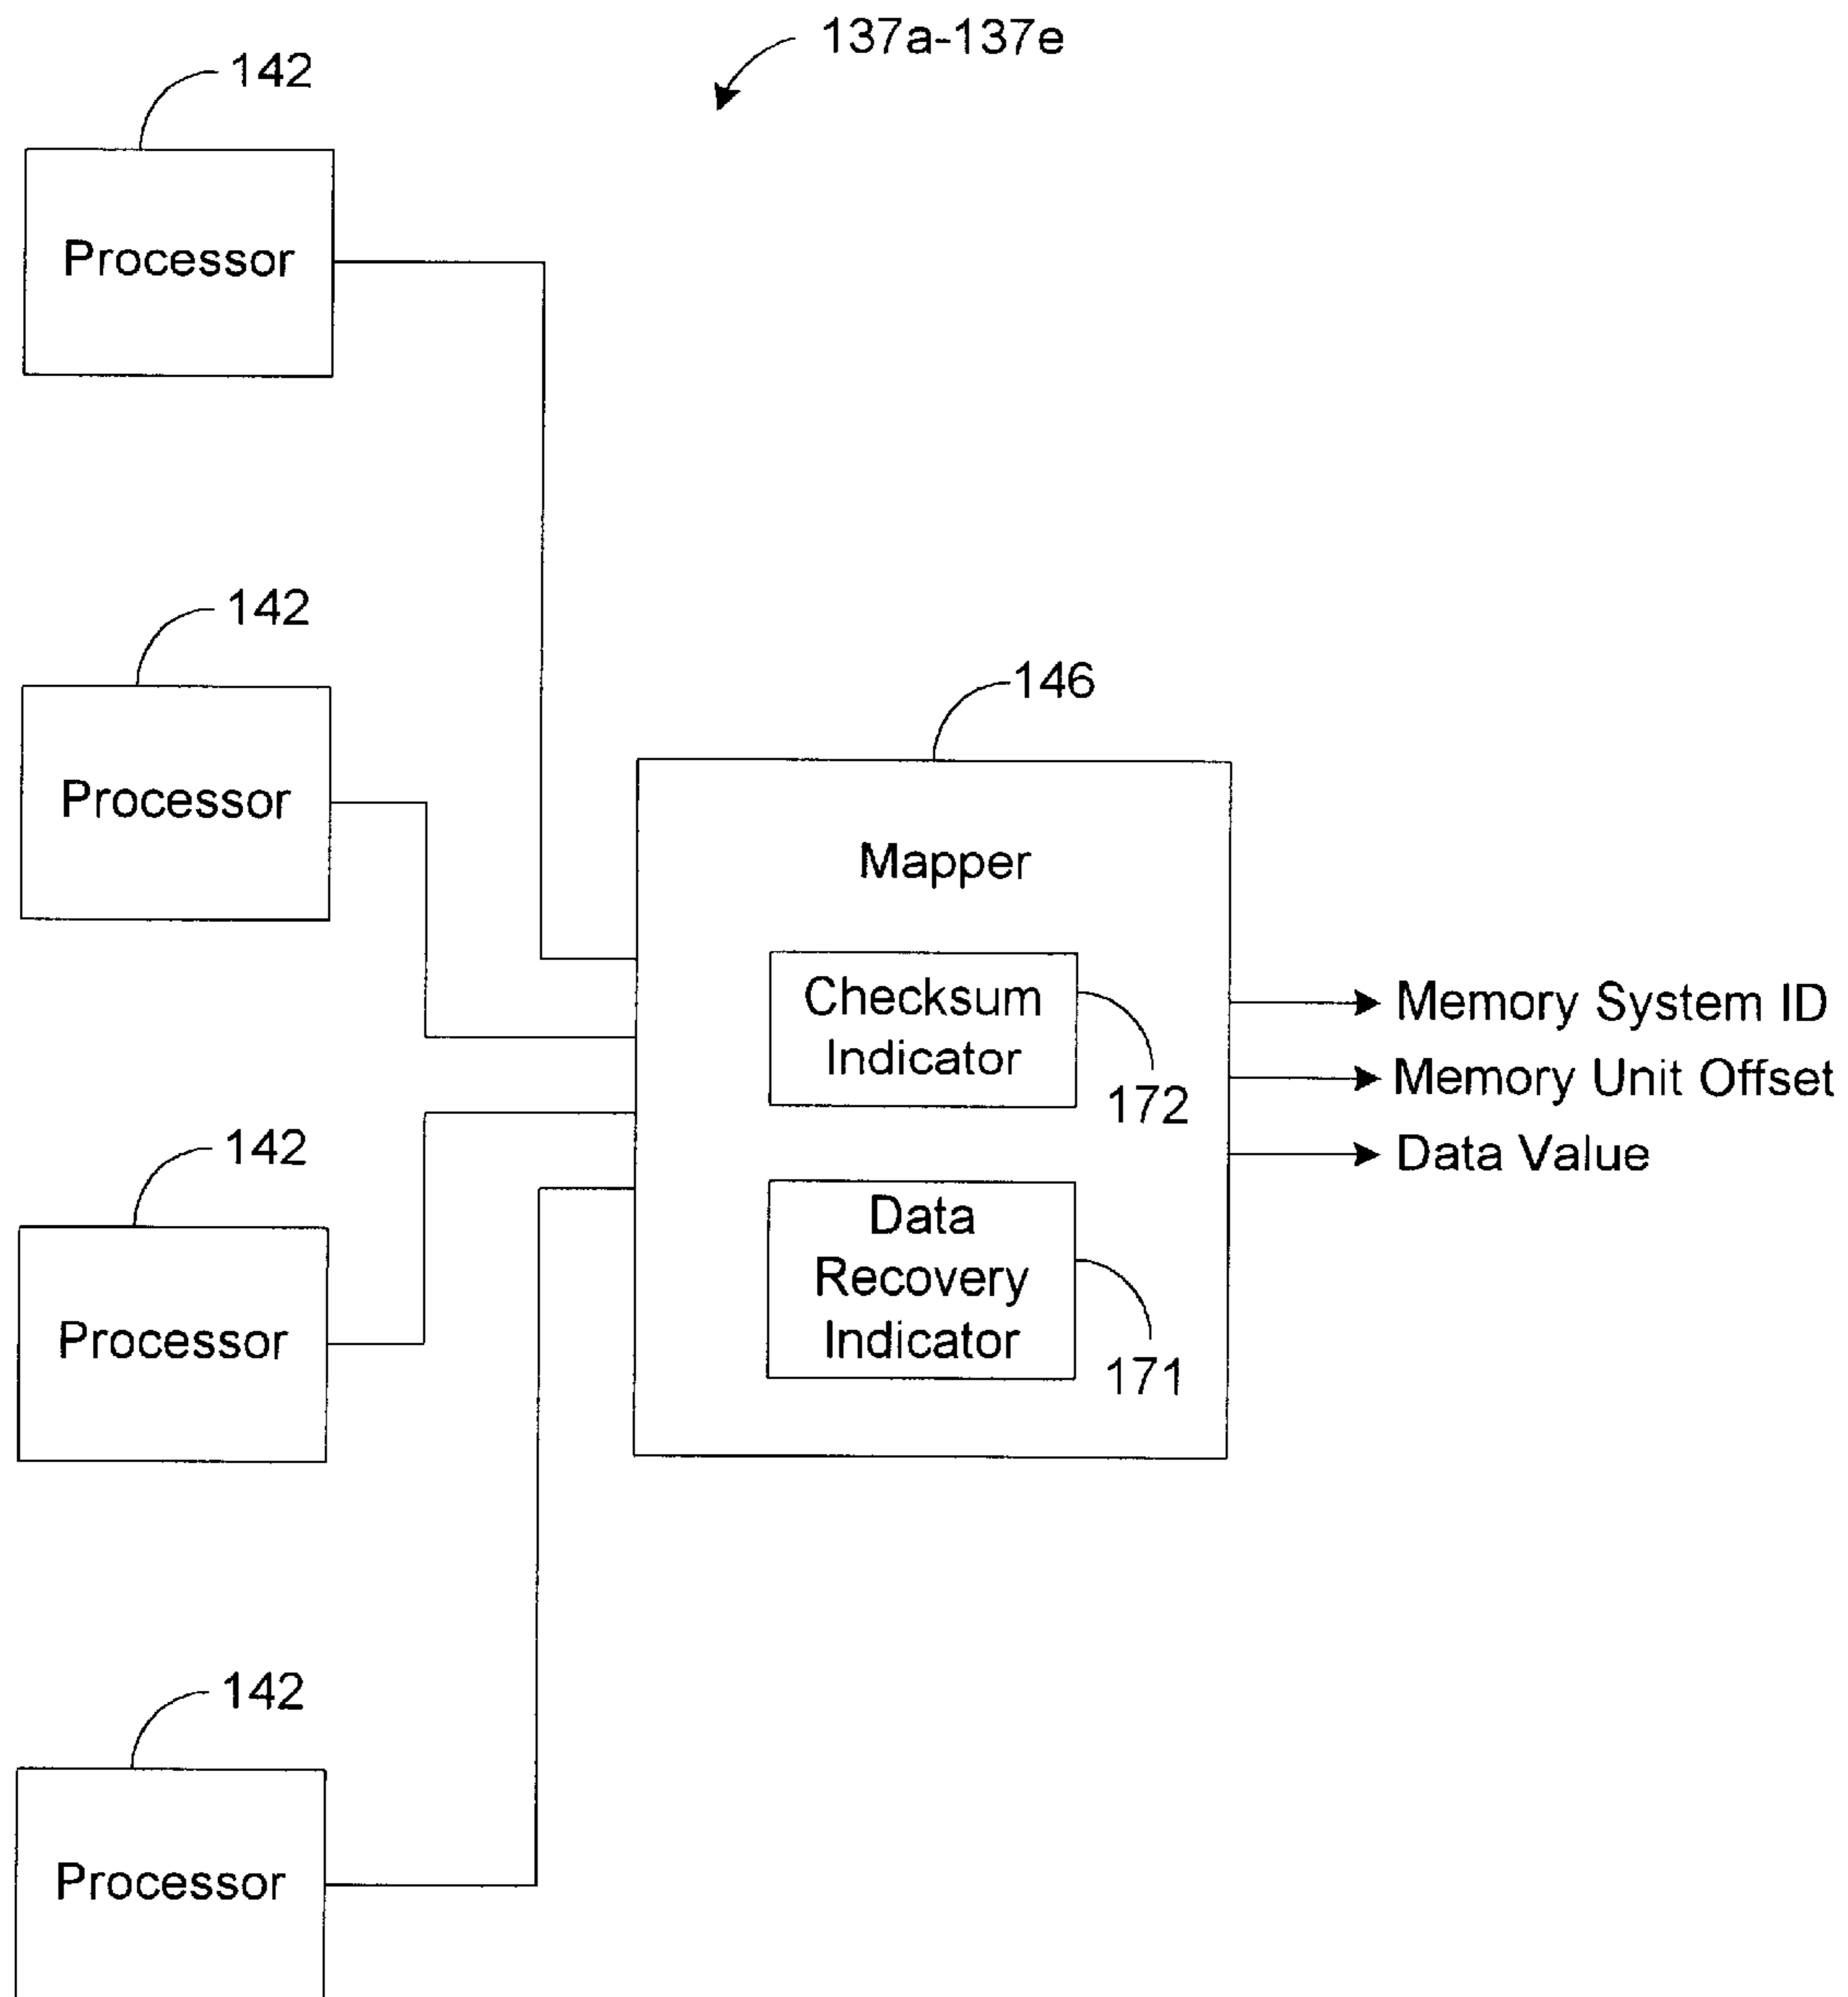 137a-137e
142
Processor
142
Processor
146
Mapper
Checksum
Indicator
172
Data
Recovery
Indicator
171
Memory System ID
Memory Unit Offset
Data Value
142
Processor
142
Processor